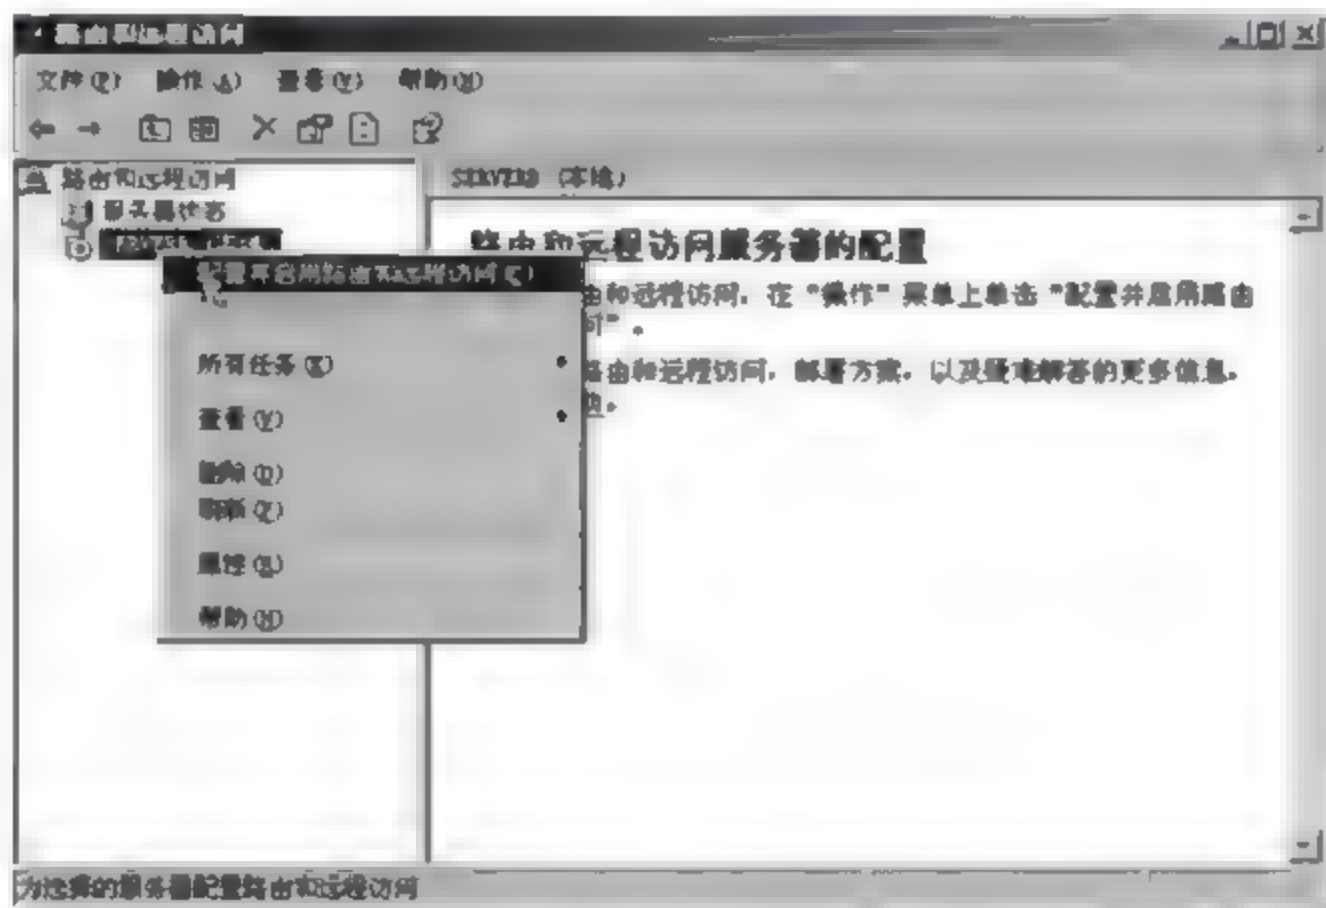 路由和远程访问
文件(F) 操作(A) 查看(V) 帮助(H)
路由和远程访问
服务器状态
(本地)
路由和远程访问服务器的配置
配置并启用路由和远程访问(C)
由和远程访问，在“操作”菜单上单击“配置并启用路由
问”。
所有任务(K)
路由和远程访问，部署方案，以及疑难解答的更多信息，
助。
查看(V)
删除(D)
刷新(F)
属性(R)
帮助(H)
为选择的服务器配置路由和远程访问